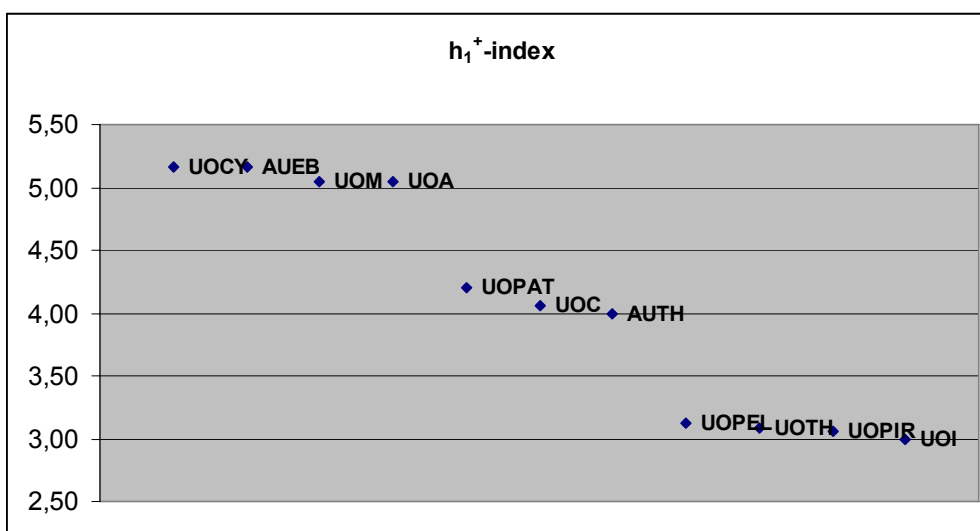 h₁⁺-index
5,50
5,00
4,50
4,00
3,50
3,00
2,50
UOCY
AUEB
UOM
UOA
UOPAT
UOC
AUTH
UOPEL
UOTH
UOPIR
UOI